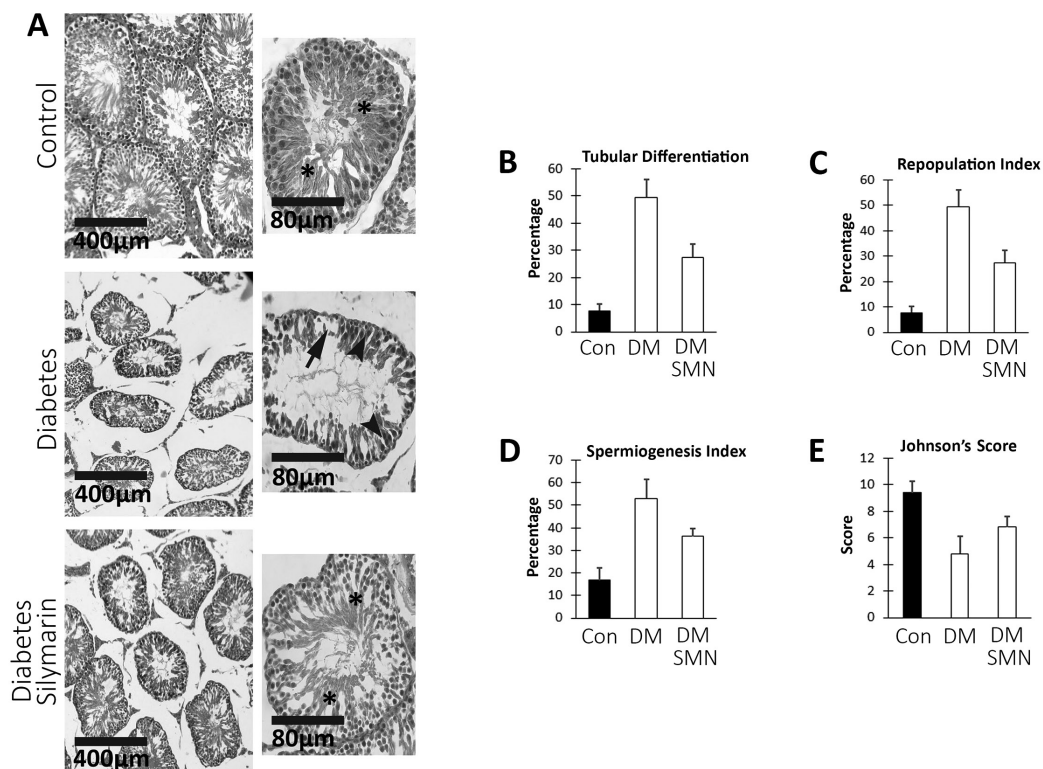 A
Control
400µm
*
*
80µm
Diabetes
400µm
80µm
Diabetes
Silymarin
400µm
*
*
80µm
B
Tubular Differentiation
Percentage
60
50
40
30
20
10
0
Con DM DM
SMN
C
Repopulation Index
Percentage
60
50
40
30
20
10
0
Con DM DM
SMN
D
Spermiogenesis Index
Percentage
70
60
50
40
30
20
10
0
Con DM DM
SMN
E
Johnson's Score
Score
12
10
8
6
4
2
0
Con DM DM
SMN